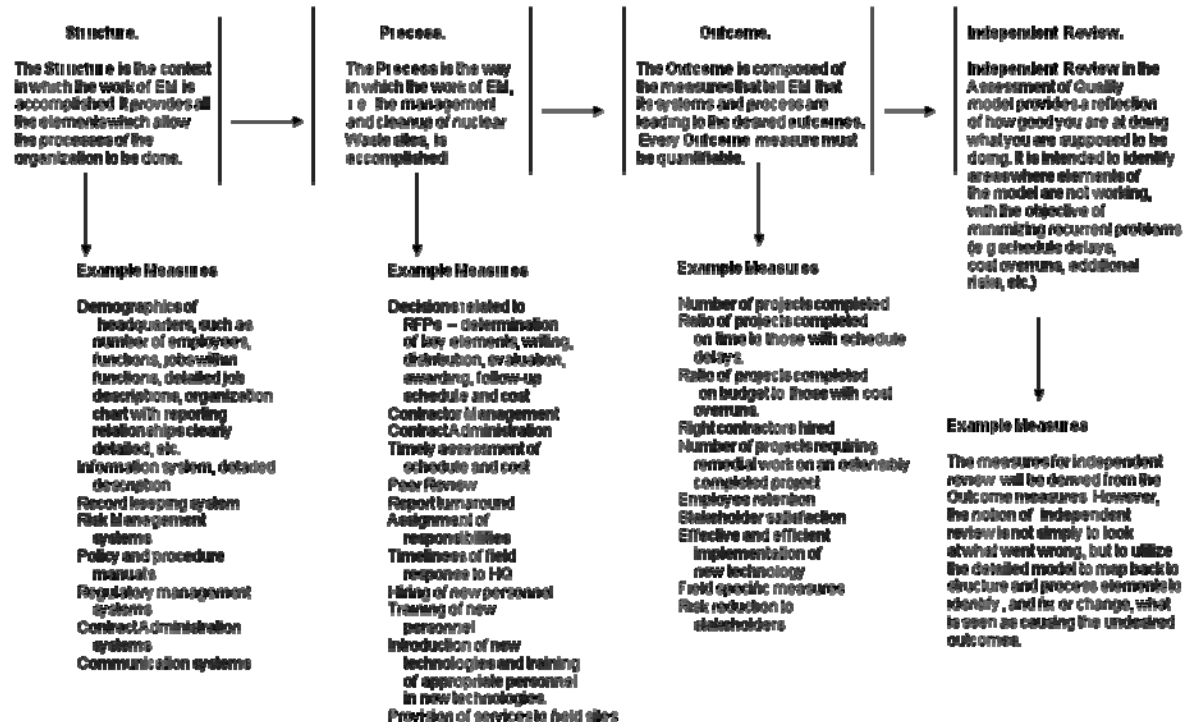 Structure.
The Structure is the context
in which the work of EM is
accomplished. It provides all
the elements which allow
the processes of the
organization to be done.
Example Measures
Demographics of
headquarters, such as
number of employees,
functions, jobs within
functions, detailed job
descriptions, organization
chart with reporting
relationships clearly
detailed, etc.
Information system, detailed
description
Record keeping system
Risk Management
systems
Policy and procedure
manuals
Regulatory management
systems
Contract Administration
systems
Communication systems
Process.
The Process is the way
in which the work of EM,
i e the management
and cleanup of nuclear
Waste sites, is
accomplished
Example Measures
Decisions related to
RFPs – determination
of key elements, writing,
distribution, evaluation,
awarding, follow-up
schedule and cost
Contractor Management
Contract Administration
Timely assessment of
schedule and cost
Peer Review
Report turnaround
Assignment of
responsibilities
Timeliness of field
response to HQ
Hiring of new personnel
Training of new
personnel
Introduction of new
technologies and training
of appropriate personnel
in new technologies.
Provision of services to field sites
Outcome.
The Outcome is composed of
the measures that tell EM that
its systems and process are
leading to the desired outcomes.
Every Outcome measure must
be quantifiable.
Example Measures
Number of projects completed
Ratio of projects completed
on time to those with schedule
delays.
Ratio of projects completed
on budget to those with cost
overruns.
Right contractors hired
Number of projects requiring
remedial work on an ostensibly
completed project
Employee retention
Stakeholder satisfaction
Effective and efficient
implementation of
new technology
Field specific measures
Risk reduction to
stakeholders
Independent Review.
Independent Review in the
Assessment of Quality
model provides a reflection
of how good you are at doing
what you are supposed to be
doing. It is intended to identify
areas where elements of
the model are not working,
with the objective of
minimizing recurrent problems
(e g schedule delays,
cost overruns, additional
risks, etc.)
Example Measures
The measures for independent
review will be derived from the
Outcome measures However,
the notion of independent
review is not simply to look
at what went wrong, but to utilize
the detailed model to map back to
structure and process elements to
identify , and fix or change, what
is seen as causing the undesired
outcomes.